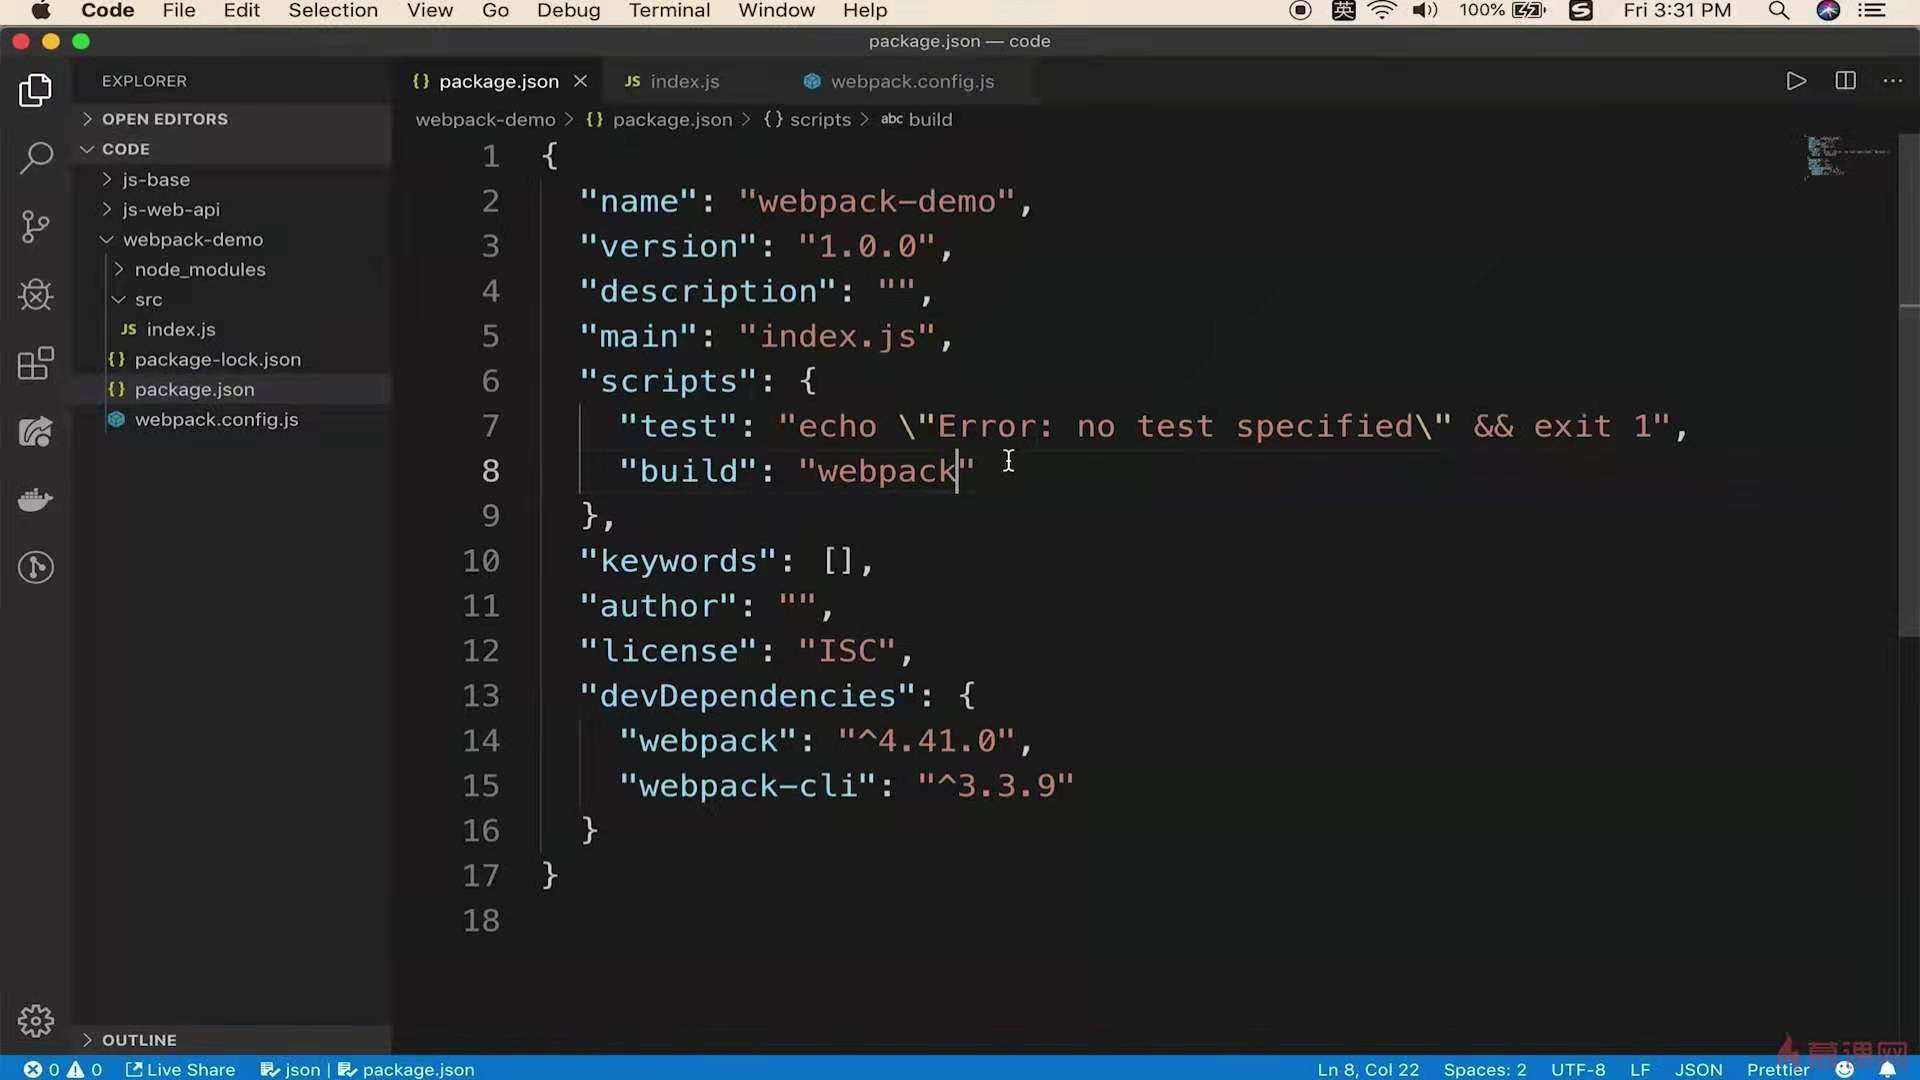 Code File Edit Selection View Go Debug Terminal Window Help 英 100% Fri 3:31 PM
package.json — code
EXPLORER
OPEN EDITORS
CODE
js-base
js-web-api
webpack-demo
node_modules
src
JS index.js
{} package-lock.json
{} package.json
webpack.config.js
OUTLINE
{} package.json JS index.js webpack.config.js
webpack-demo > {} package.json > {} scripts > abc build
1 {
2 "name": "webpack-demo",
3 "version": "1.0.0",
4 "description": "",
5 "main": "index.js",
6 "scripts": {
7 "test": "echo \"Error: no test specified\" && exit 1",
8 "build": "webpack"
9 },
10 "keywords": [],
11 "author": "",
12 "license": "ISC",
13 "devDependencies": {
14 "webpack": "^4.41.0",
15 "webpack-cli": "^3.3.9"
16 }
17 }
18
慕课网
0 0 Live Share json | package.json Ln 8, Col 22 Spaces: 2 UTF-8 LF JSON Prettier